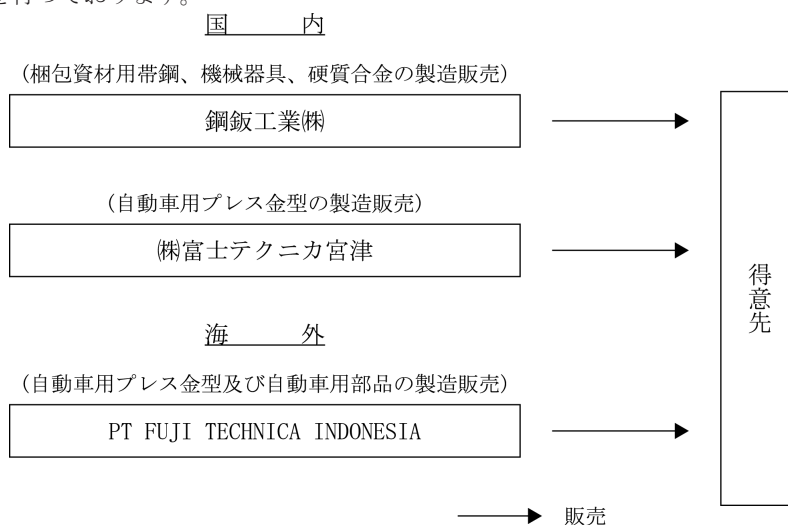 を行っております。
国　　内
(梱包資材用帯鋼、機械器具、硬質合金の製造販売)
鋼鈑工業㈱
(自動車用プレス金型の製造販売)
㈱富士テクニカ宮津
得意先
海　　外
(自動車用プレス金型及び自動車用部品の製造販売)
PT FUJI TECHNICA INDONESIA
販売